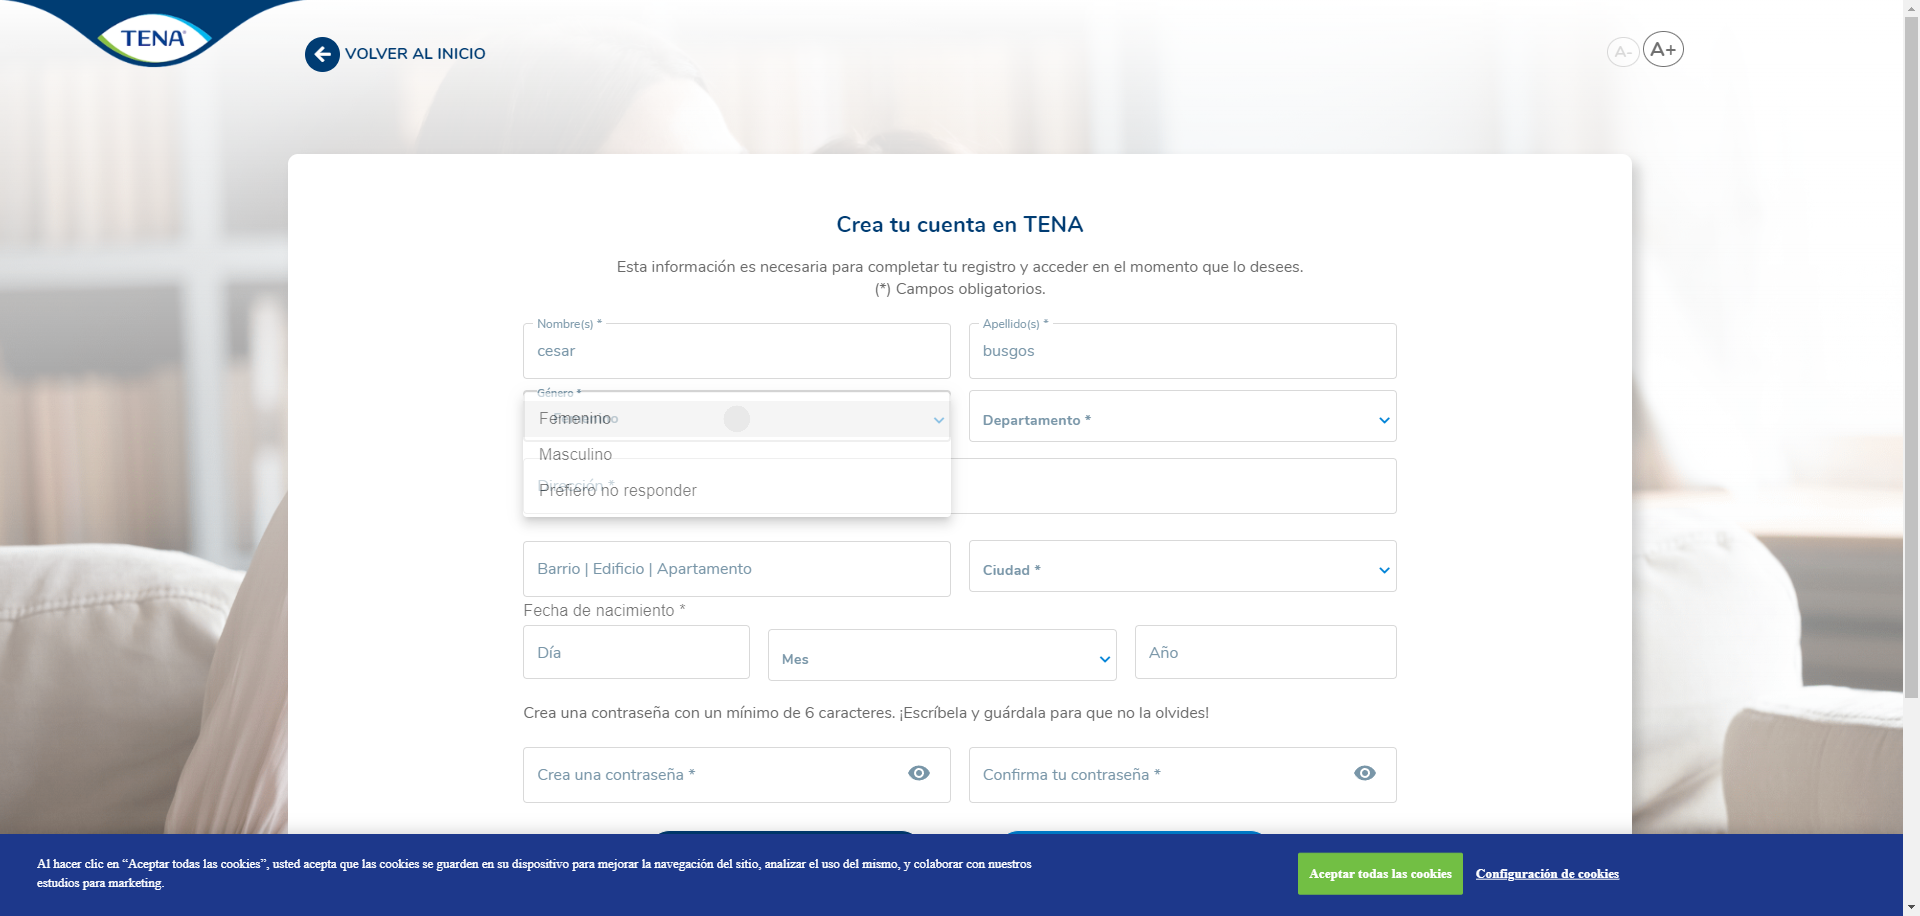 TENA
VOLVER AL INICIO
A- A+
Crea tu cuenta en TENA
Esta información es necesaria para completar tu registro y acceder en el momento que lo desees.
(*) Campos obligatorios.
Nombre(s) *
cesar
Apellido(s) *
busgos
Género *
Femenino
Masculino
Prefiero no responder
Departamento *
Dirección *
Barrio | Edificio | Apartamento
Ciudad *
Fecha de nacimiento *
Día
Mes
Año
Crea una contraseña con un mínimo de 6 caracteres. ¡Escríbela y guárdala para que no la olvides!
Crea una contraseña *
Confirma tu contraseña *
Al hacer clic en “Aceptar todas las cookies”, usted acepta que las cookies se guarden en su dispositivo para mejorar la navegación del sitio, analizar el uso del mismo, y colaborar con nuestros
estudios para marketing.
Aceptar todas las cookies
Configuración de cookies